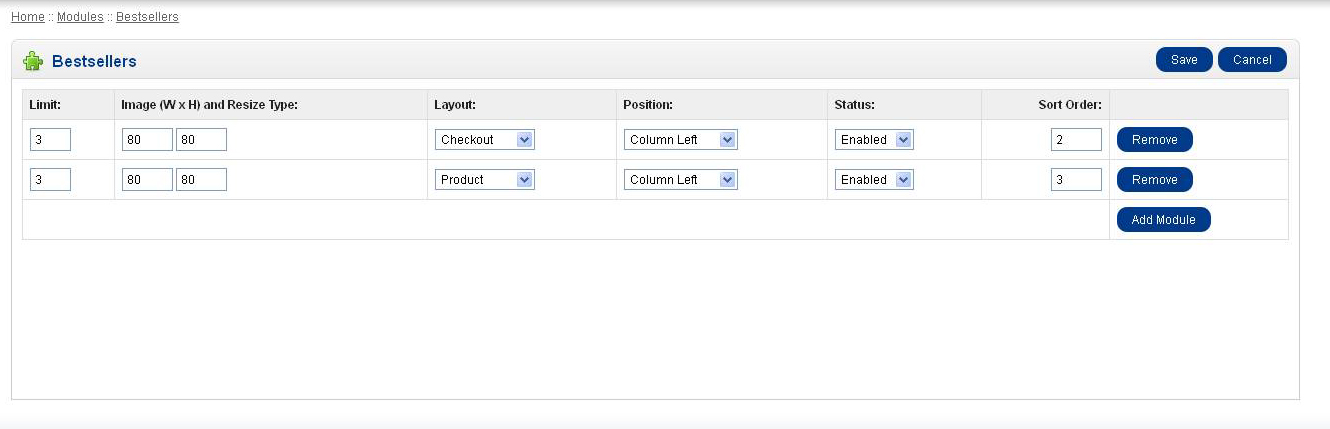 Home :: Modules :: Bestsellers
Bestsellers Save Cancel
Limit: Image (W x H) and Resize Type: Layout: Position: Status: Sort Order:
3 80 80 Checkout Column Left Enabled 2 Remove
3 80 80 Product Column Left Enabled 3 Remove
Add Module